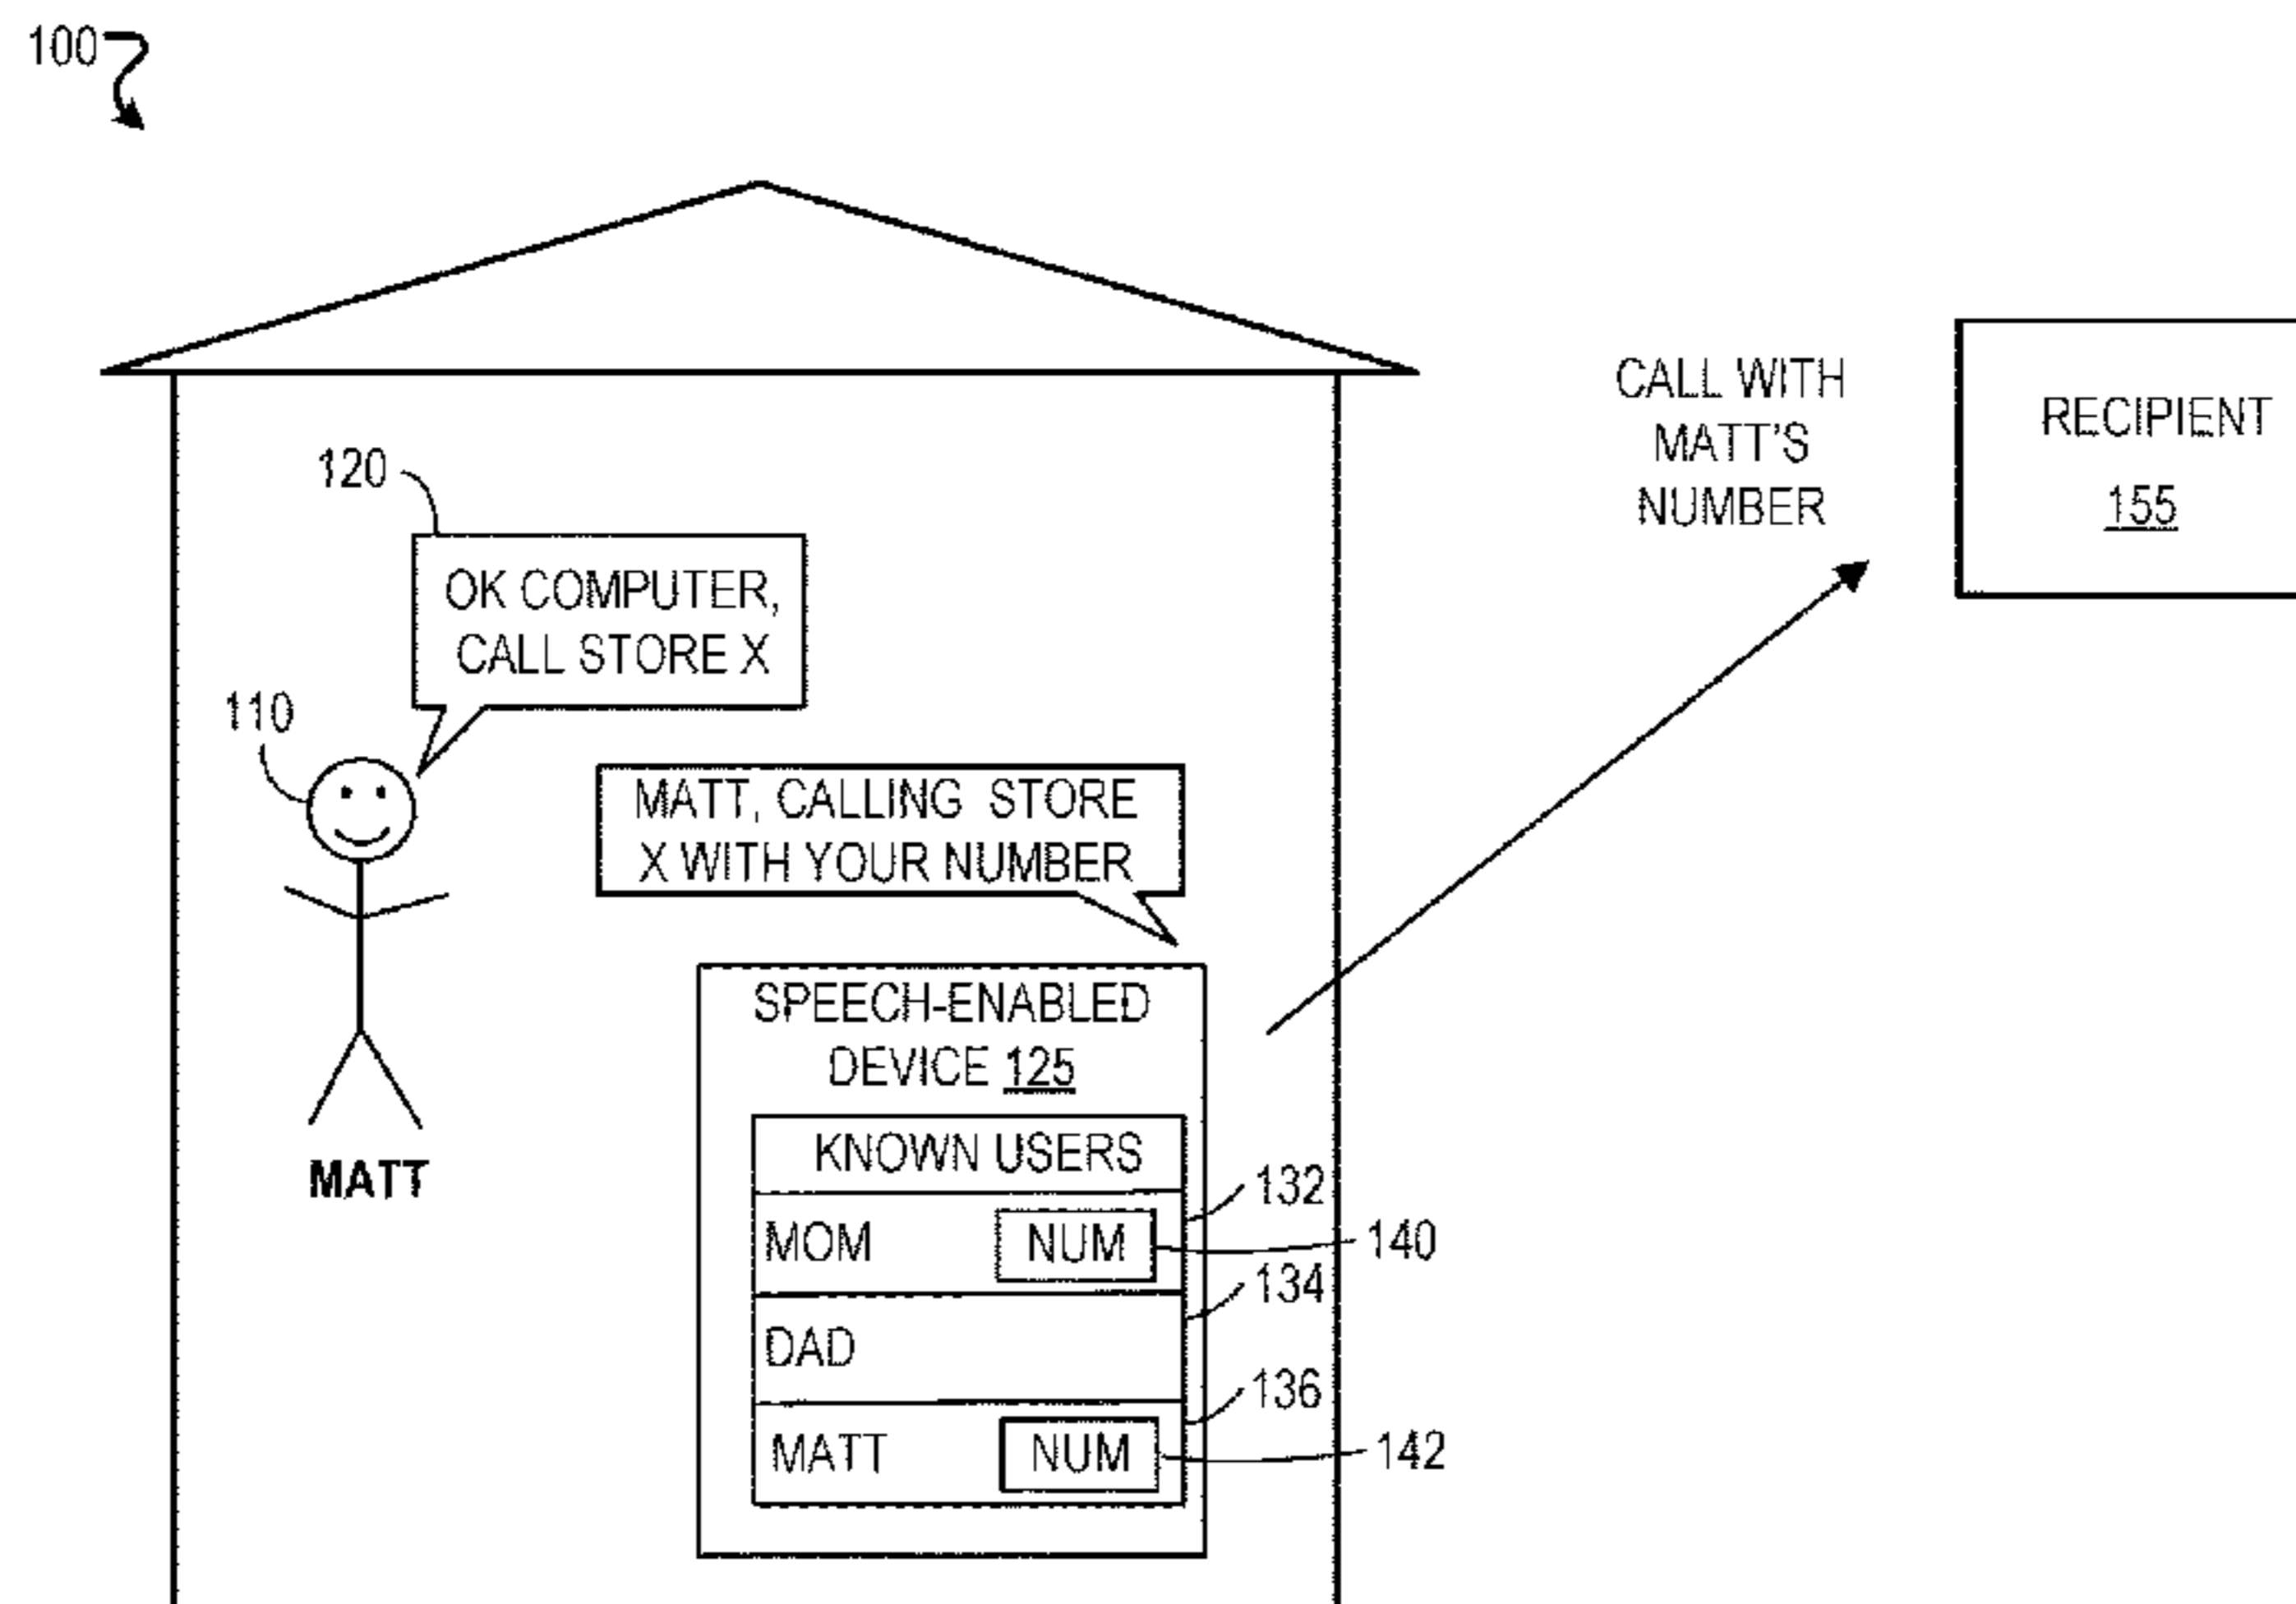 100
120
OK COMPUTER,
CALL STORE X
110
MATT
MATT, CALLING STORE
X WITH YOUR NUMBER
SPEECH-ENABLED
DEVICE 125
KNOWN USERS
132
MOM NUM
140
134
DAD
136
MATT NUM
142
CALL WITH
MATT'S
NUMBER
RECIPIENT
155